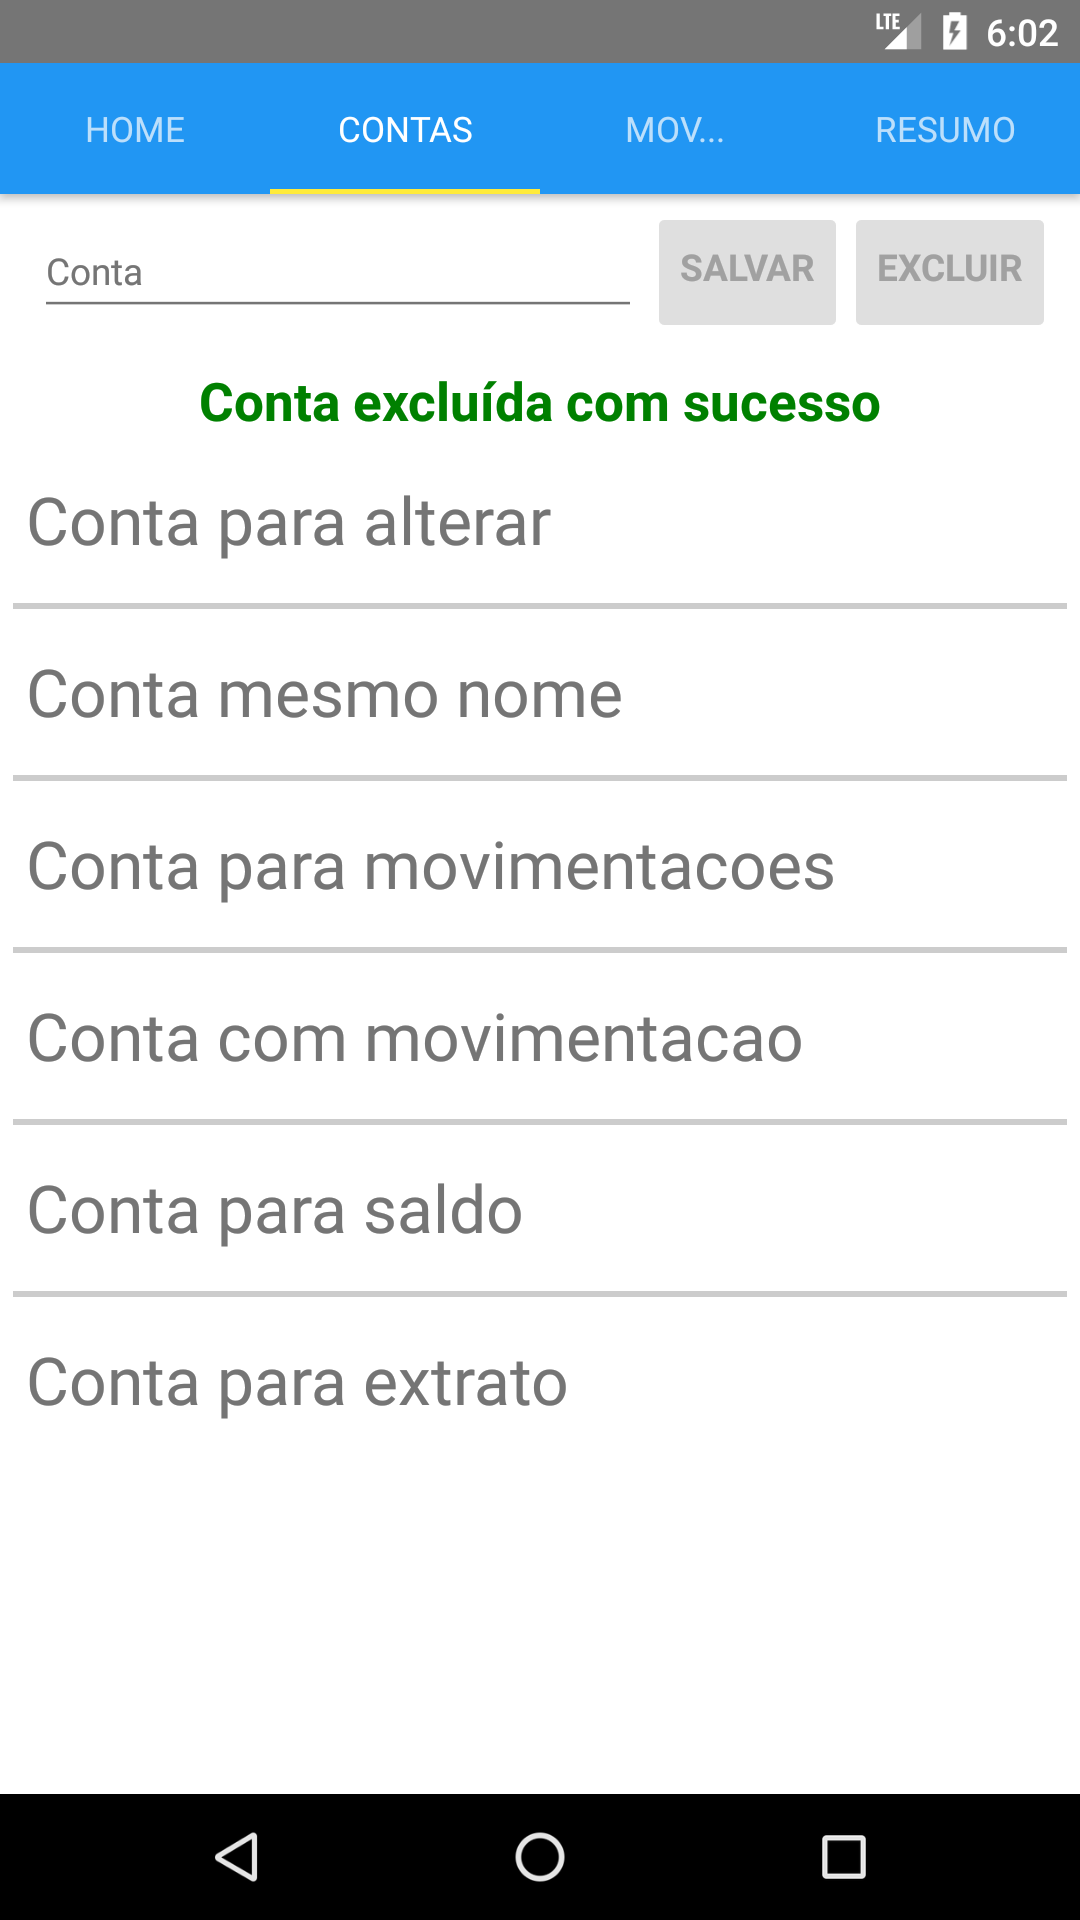 LTE 6:02
HOME CONTAS MOV... RESUMO
Conta SALVAR EXCLUIR
Conta excluída com sucesso
Conta para alterar
Conta mesmo nome
Conta para movimentacoes
Conta com movimentacao
Conta para saldo
Conta para extrato